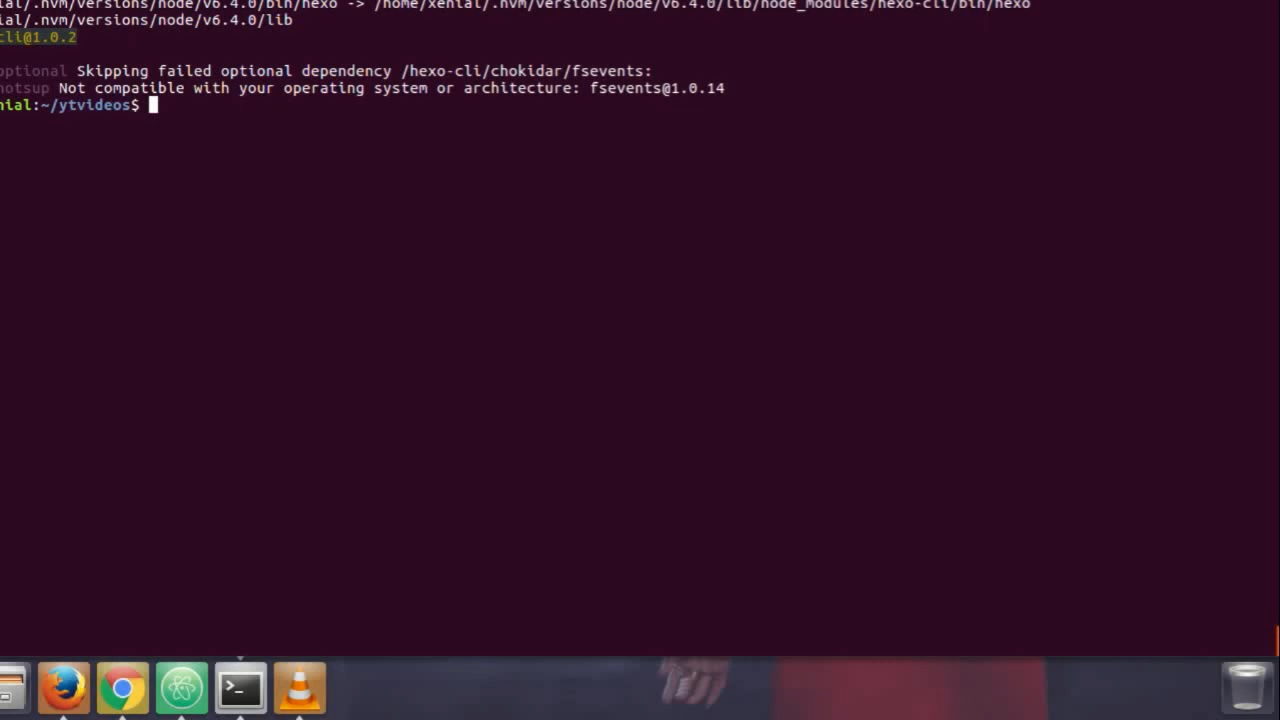 ial/.nvm/versions/node/v6.4.0/bin/hexo -> /home/xenial/.nvm/versions/node/v6.4.0/lib/node_modules/hexo-cli/bin/hexo
ial/.nvm/versions/node/v6.4.0/lib
cli@1.0.2
optional Skipping failed optional dependency /hexo-cli/chokidar/fsevents:
notsup Not compatible with your operating system or architecture: fsevents@1.0.14
nial:~/ytvideos$